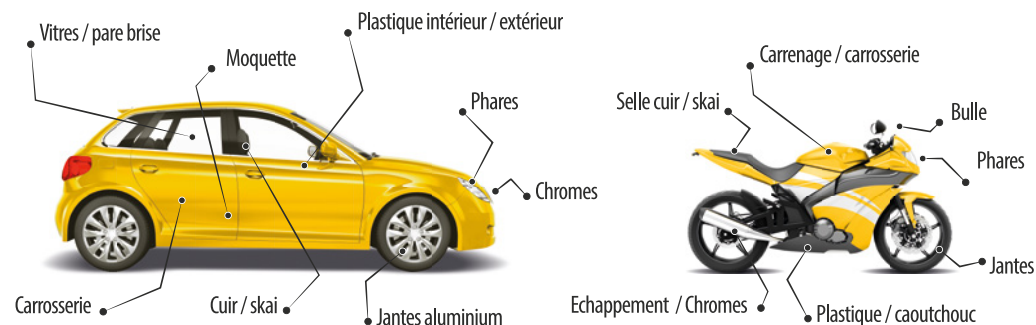 Vitres / pare brise
Moquette
Plastique intérieur / extérieur
Phares
Chromes
Carrosserie
Cuir / skai
Jantes aluminium
Carrenage / carrosserie
Selle cuir / skai
Bulle
Phares
Jantes
Echappement / Chromes
Plastique / caoutchouc